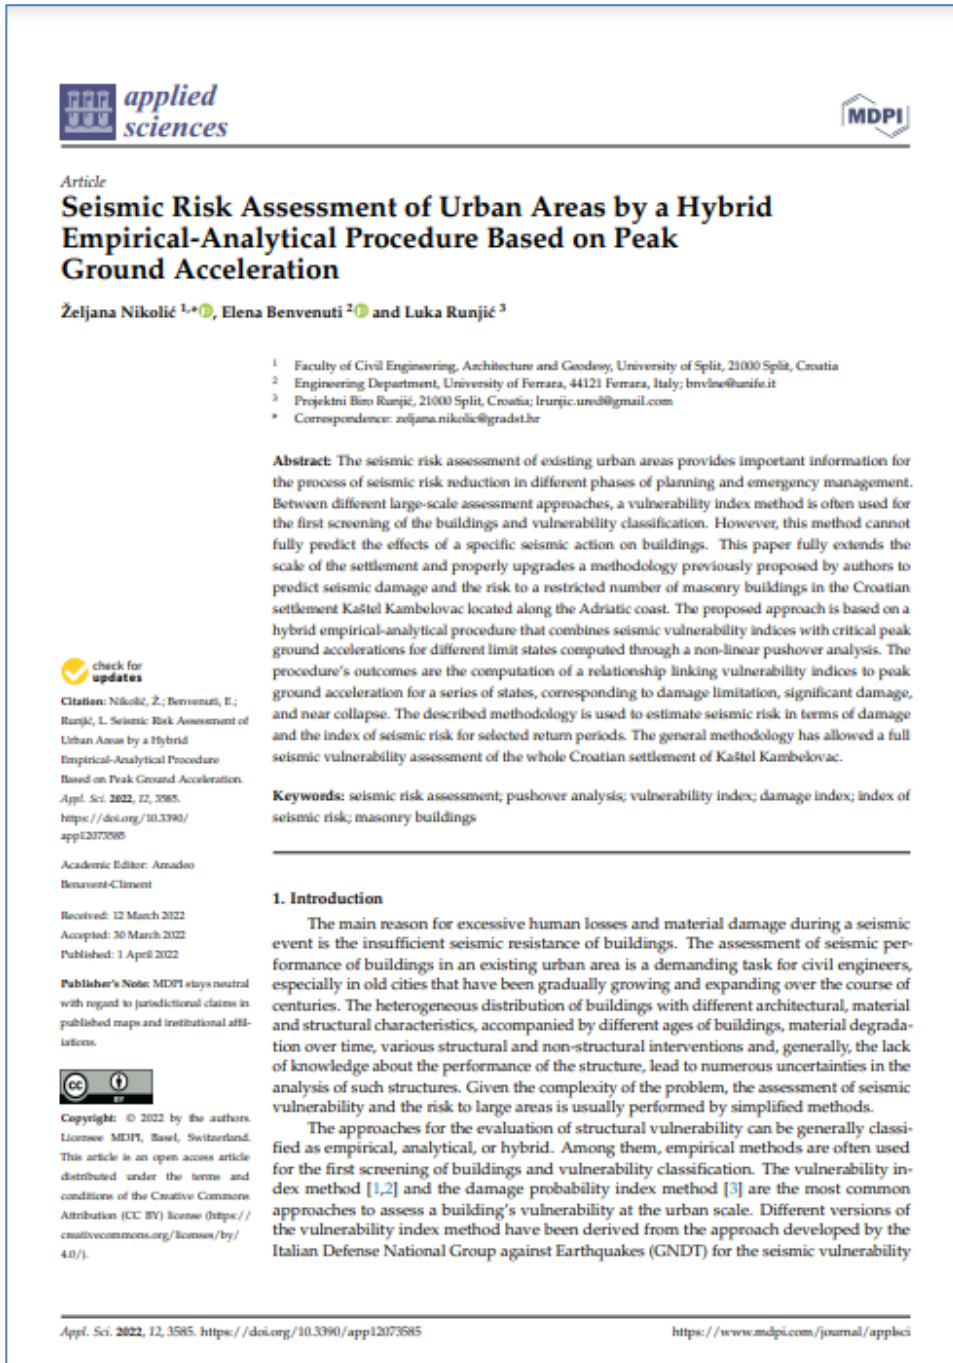 applied
sciences
MDPI
Article
Seismic Risk Assessment of Urban Areas by a Hybrid
Empirical-Analytical Procedure Based on Peak
Ground Acceleration
Željana Nikolić 1,*, Elena Benvenuti 2 and Luka Runjić 3
1 Faculty of Civil Engineering, Architecture and Geodesy, University of Split, 21000 Split, Croatia
2 Engineering Department, University of Ferrara, 44121 Ferrara, Italy; bnvlne@unife.it
3 Projektni Biro Runjić, 21000 Split, Croatia; lrunjic.ured@gmail.com
* Correspondence: zeljana.nikolic@gradst.hr
Abstract: The seismic risk assessment of existing urban areas provides important information for
the process of seismic risk reduction in different phases of planning and emergency management.
Between different large-scale assessment approaches, a vulnerability index method is often used for
the first screening of the buildings and vulnerability classification. However, this method cannot
fully predict the effects of a specific seismic action on buildings. This paper fully extends the
scale of the settlement and properly upgrades a methodology previously proposed by authors to
predict seismic damage and the risk to a restricted number of masonry buildings in the Croatian
settlement Kaštel Kambelovac located along the Adriatic coast. The proposed approach is based on a
hybrid empirical-analytical procedure that combines seismic vulnerability indices with critical peak
ground accelerations for different limit states computed through a non-linear pushover analysis. The
procedure's outcomes are the computation of a relationship linking vulnerability indices to peak
ground acceleration for a series of states, corresponding to damage limitation, significant damage,
and near collapse. The described methodology is used to estimate seismic risk in terms of damage
and the index of seismic risk for selected return periods. The general methodology has allowed a full
seismic vulnerability assessment of the whole Croatian settlement of Kaštel Kambelovac.
Keywords: seismic risk assessment; pushover analysis; vulnerability index; damage index; index of
seismic risk; masonry buildings
check for
updates
Citation: Nikolić, Ž.; Benvenuti, E.;
Runjić, L. Seismic Risk Assessment of
Urban Areas by a Hybrid
Empirical-Analytical Procedure
Based on Peak Ground Acceleration.
Appl. Sci. 2022, 12, 3585.
https://doi.org/10.3390/
app12073585
Academic Editor: Amadeo
Benavent-Climent
Received: 12 March 2022
Accepted: 30 March 2022
Published: 1 April 2022
Publisher's Note: MDPI stays neutral
with regard to jurisdictional claims in
published maps and institutional affil-
iations.
cc BY
Copyright: © 2022 by the authors.
Licensee MDPI, Basel, Switzerland.
This article is an open access article
distributed under the terms and
conditions of the Creative Commons
Attribution (CC BY) license (https://
creativecommons.org/licenses/by/
4.0/).
1. Introduction
The main reason for excessive human losses and material damage during a seismic
event is the insufficient seismic resistance of buildings. The assessment of seismic per-
formance of buildings in an existing urban area is a demanding task for civil engineers,
especially in old cities that have been gradually growing and expanding over the course of
centuries. The heterogeneous distribution of buildings with different architectural, material
and structural characteristics, accompanied by different ages of buildings, material degrada-
tion over time, various structural and non-structural interventions and, generally, the lack
of knowledge about the performance of the structure, lead to numerous uncertainties in the
analysis of such structures. Given the complexity of the problem, the assessment of seismic
vulnerability and the risk to large areas is usually performed by simplified methods.
The approaches for the evaluation of structural vulnerability can be generally classi-
fied as empirical, analytical, or hybrid. Among them, empirical methods are often used
for the first screening of buildings and vulnerability classification. The vulnerability in-
dex method [1,2] and the damage probability index method [3] are the most common
approaches to assess a building's vulnerability at the urban scale. Different versions of
the vulnerability index method have been derived from the approach developed by the
Italian Defense National Group against Earthquakes (GNDT) for the seismic vulnerability
Appl. Sci. 2022, 12, 3585. https://doi.org/10.3390/app12073585
https://www.mdpi.com/journal/applsci